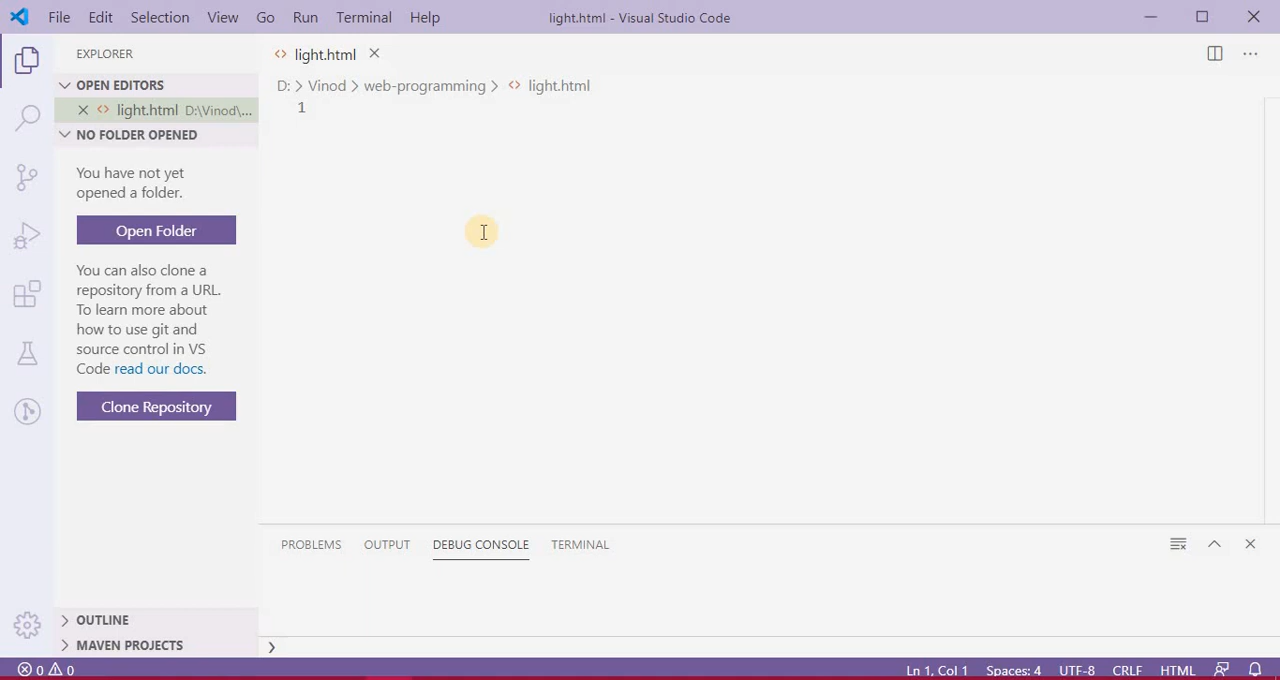 File Edit Selection View Go Run Terminal Help light.html - Visual Studio Code
EXPLORER
OPEN EDITORS
light.html D:\Vinod\...
NO FOLDER OPENED
You have not yet
opened a folder.
Open Folder
You can also clone a
repository from a URL.
To learn more about
how to use git and
source control in VS
Code read our docs.
Clone Repository
OUTLINE
MAVEN PROJECTS
light.html
D: > Vinod > web-programming > light.html
1
PROBLEMS OUTPUT DEBUG CONSOLE TERMINAL
0 0 Ln 1, Col 1 Spaces: 4 UTF-8 CRLF HTML